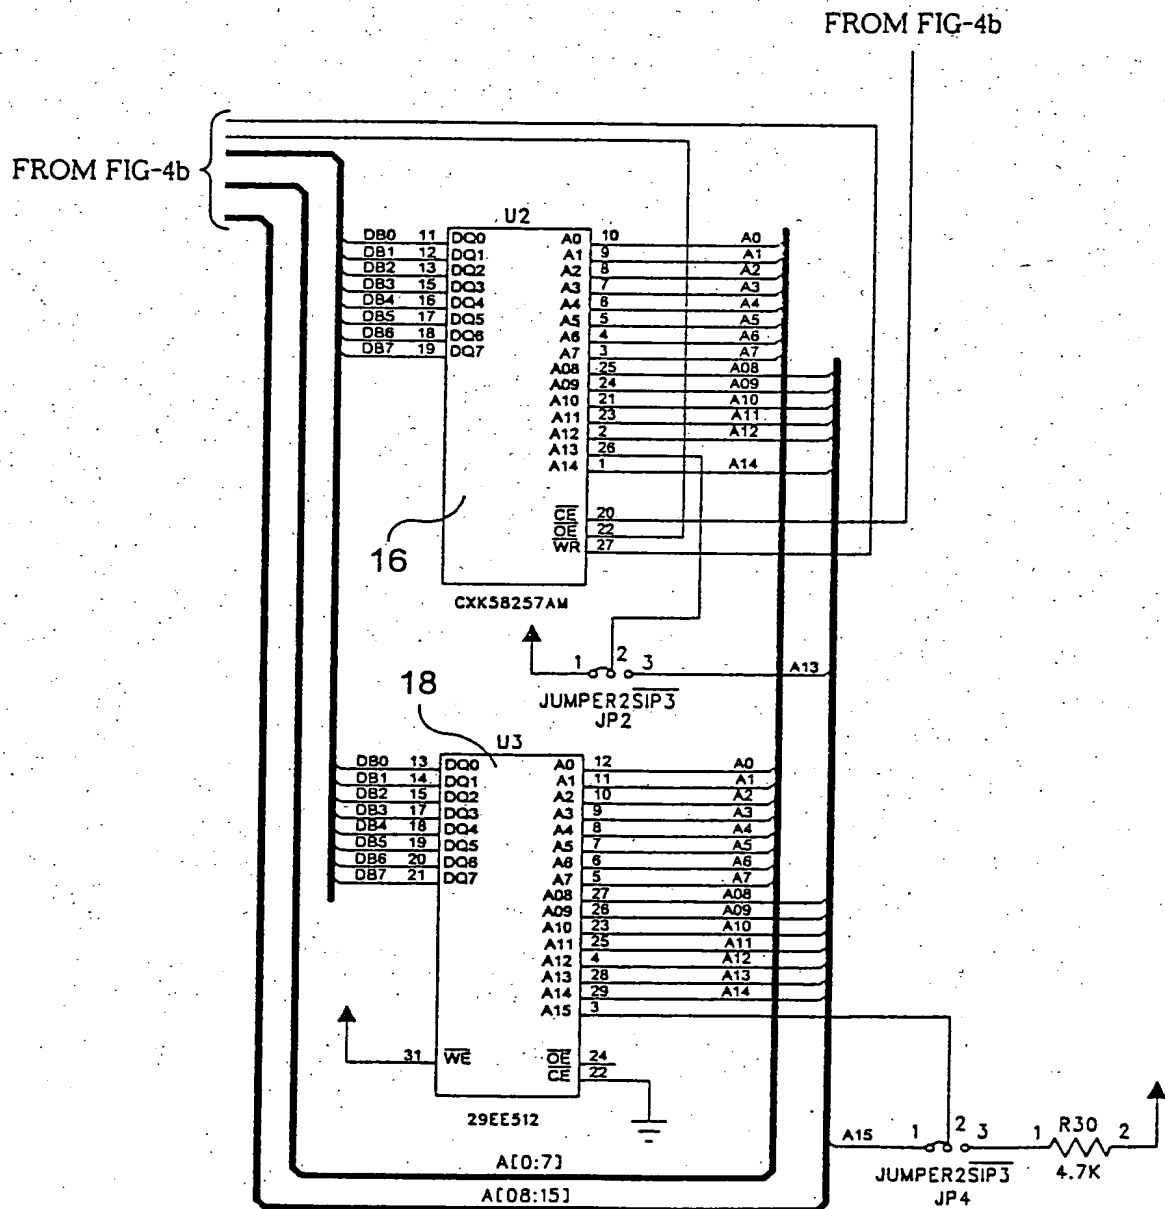 FROM FIG-4b
FROM FIG-4b
U2
DB0 11 DQ0 A0 10 A0
DB1 12 DQ1 A1 9 A1
DB2 13 DQ2 A2 8 A2
DB3 15 DQ3 A3 7 A3
DB4 16 DQ4 A4 6 A4
DB5 17 DQ5 A5 5 A5
DB6 18 DQ6 A6 4 A6
DB7 19 DQ7 A7 3 A7
A08 25 A08
A09 24 A09
A10 21 A10
A11 23 A11
A12 2 A12
A13 26
A14 1 A14
CE 20
OE 22
WR 27
16
CXK58257AM
1 2 3 A13
JUMPER2SIP3
JP2
18
U3
DB0 13 DQ0 A0 12 A0
DB1 14 DQ1 A1 11 A1
DB2 15 DQ2 A2 10 A2
DB3 17 DQ3 A3 9 A3
DB4 18 DQ4 A4 8 A4
DB5 19 DQ5 A5 7 A5
DB6 20 DQ6 A6 6 A6
DB7 21 DQ7 A7 5 A7
A08 27 A08
A09 26 A09
A10 23 A10
A11 25 A11
A12 4 A12
A13 28 A13
A14 29 A14
A15 3
31 WE OE 24
CE 22
29EE512
A15 1 2 3 1 R30 2
4.7K
JUMPER2SIP3
JP4
A[0:7]
A[08:15]